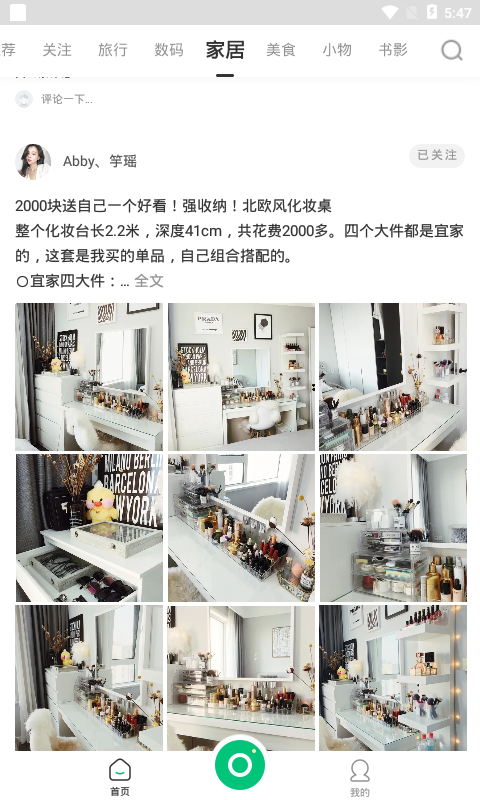 5:47
荐 关注 旅行 数码 家居 美食 小物 书影
评论一下...
Abby、竽瑶
已关注
2000块送自己一个好看！强收纳！北欧风化妆桌
整个化妆台长2.2米，深度41cm，共花费2000多。四个大件都是宜家
的，这套是我买的单品，自己组合搭配的。
○宜家四大件：... 全文
PRADA
MILANO BERLIN
BARCELONA
NEW YORK
首页
我的